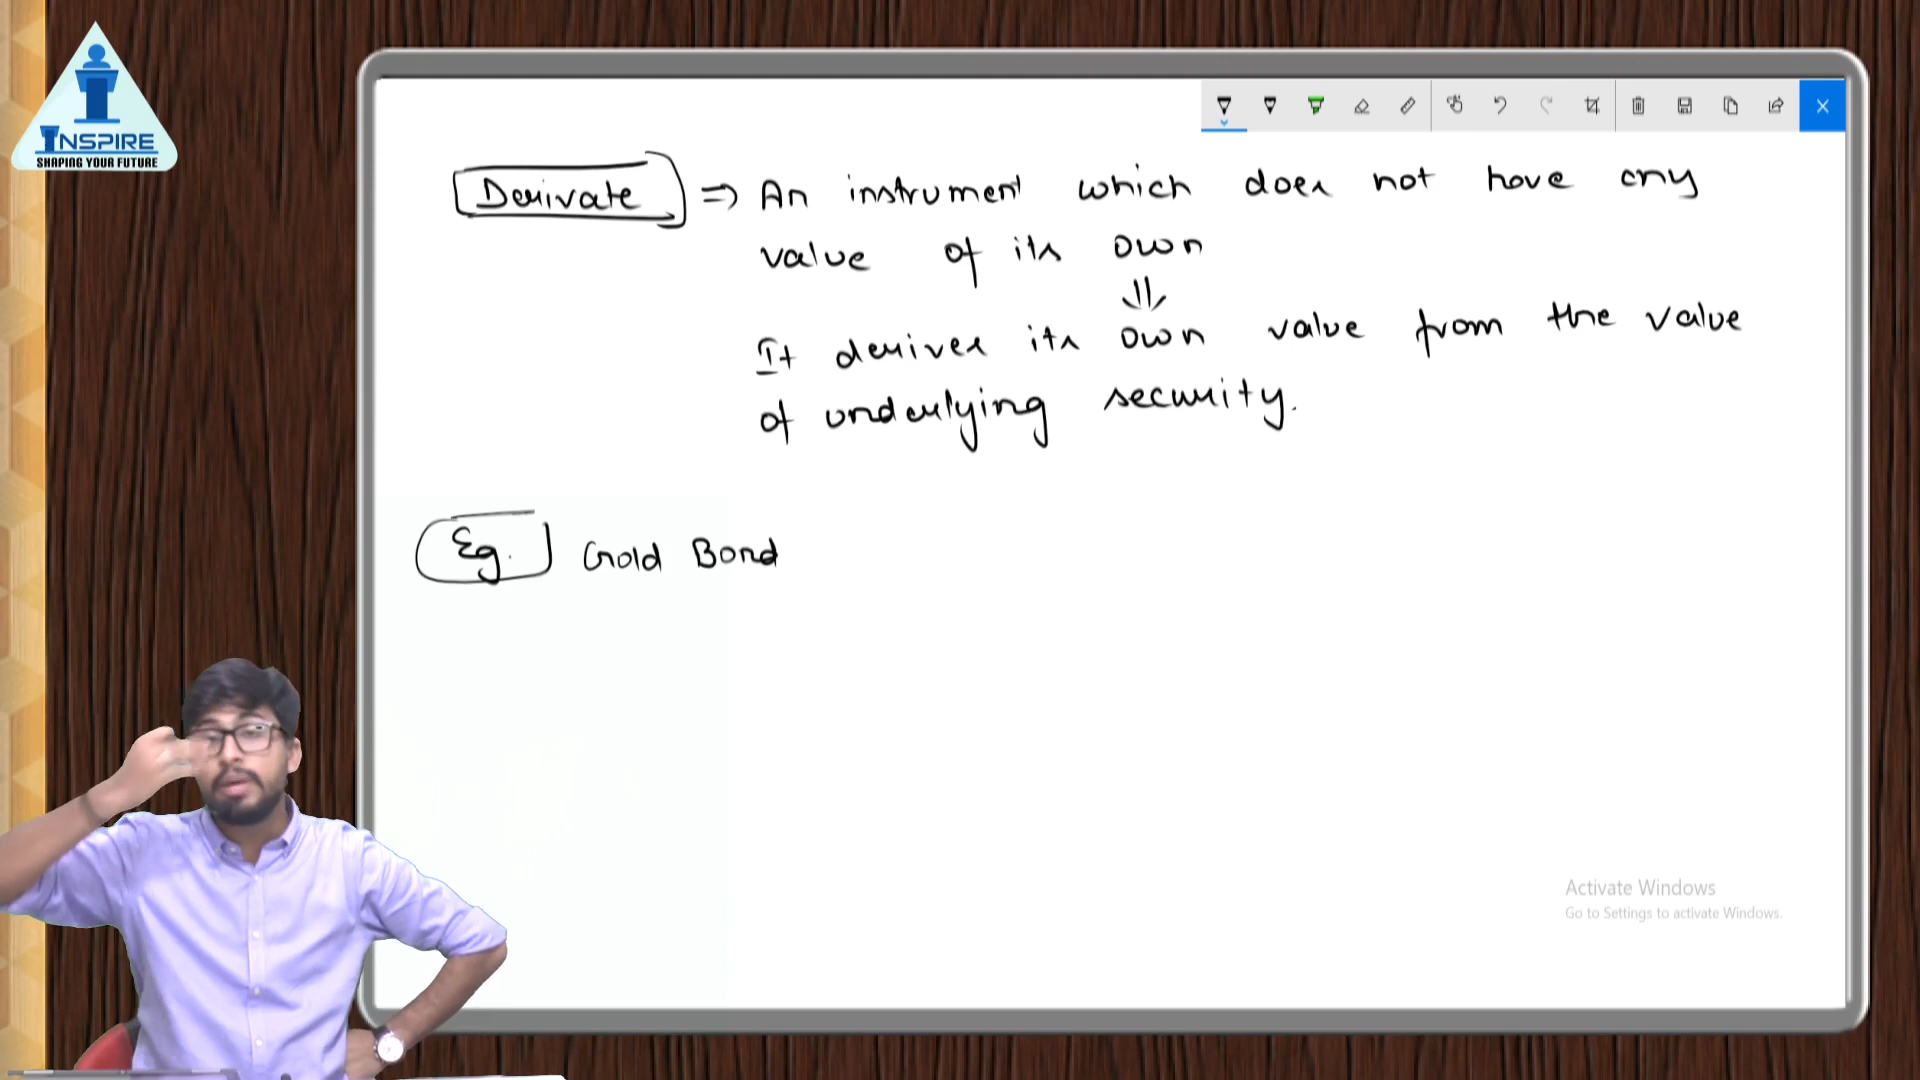 INSPIRE
SHAPING YOUR FUTURE
Derivate ⇒ An instrument which does not have any
value of its own
⇓
It derives its own value from the value
of underlying security.
Eg. Gold Bond
Activate Windows
Go to Settings to activate Windows.